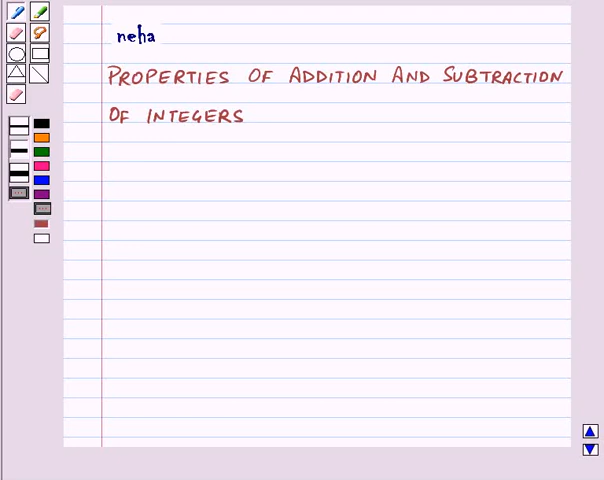 neha
PROPERTIES OF ADDITION AND SUBTRACTION
OF INTEGERS